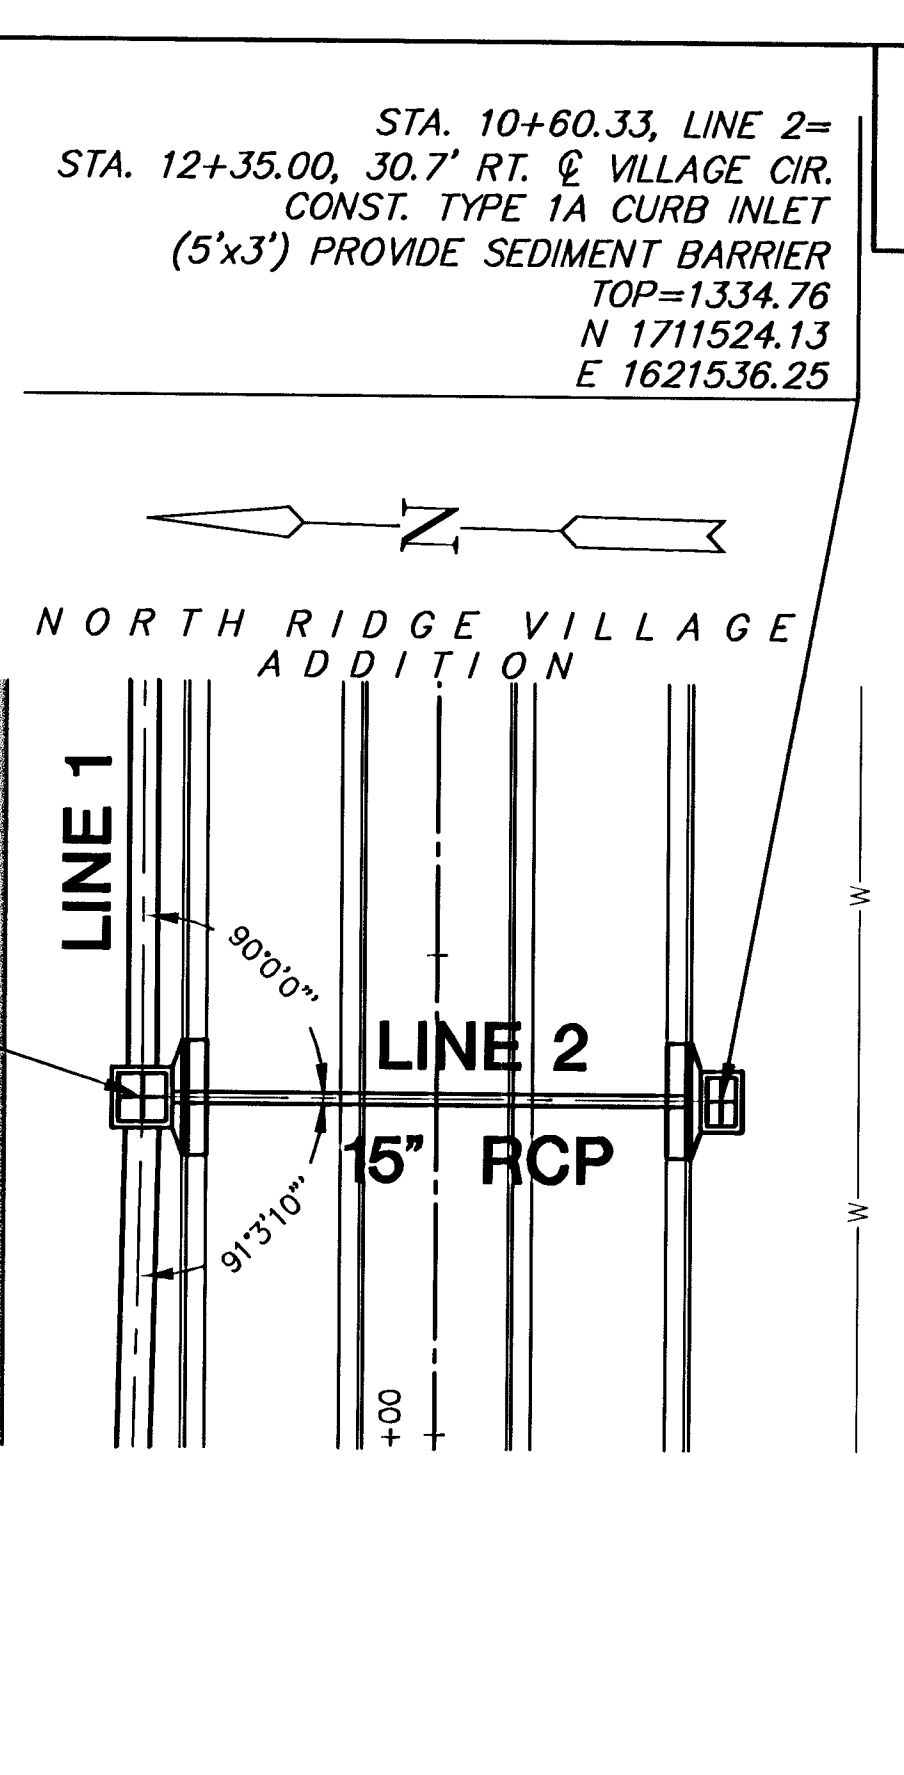 STA. 10+60.33, LINE 2=
STA. 12+35.00, 30.7' RT. ℄ VILLAGE CIR.
CONST. TYPE 1A CURB INLET
(5'x3') PROVIDE SEDIMENT BARRIER
TOP=1334.76
N 1711524.13
E 1621536.25
N
NORTH RIDGE VILLAGE
ADDITION
LINE 1
W
90°0'0"'
LINE 2
15" RCP
W
91°3'10"'
+00